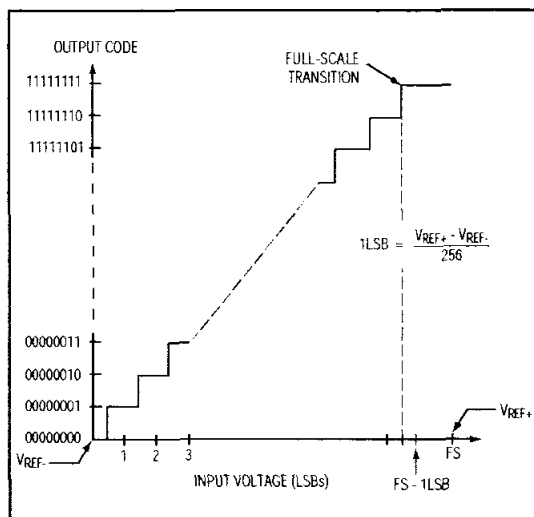 OUTPUT CODE
FULL-SCALE
TRANSITION
11111111
11111110
11111101
1LSB = VREF+ - VREF-
256
00000011
00000010
00000001
00000000
VREF+
VREF-
1 2 3 FS
INPUT VOLTAGE (LSBs)
FS - 1LSB